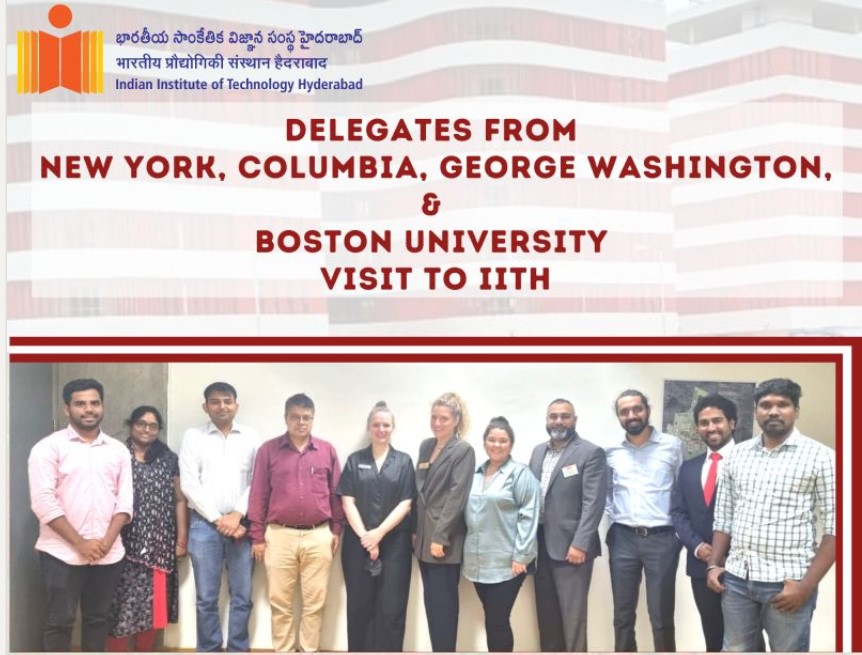 భారతీయ సాంకేతిక విజ్ఞాన సంస్థ హైదరాబాద్
भारतीय प्रौद्योगिकी संस्थान हैदराबाद
Indian Institute of Technology Hyderabad
DELEGATES FROM
NEW YORK, COLUMBIA, GEORGE WASHINGTON,
&
BOSTON UNIVERSITY
VISIT TO IITH